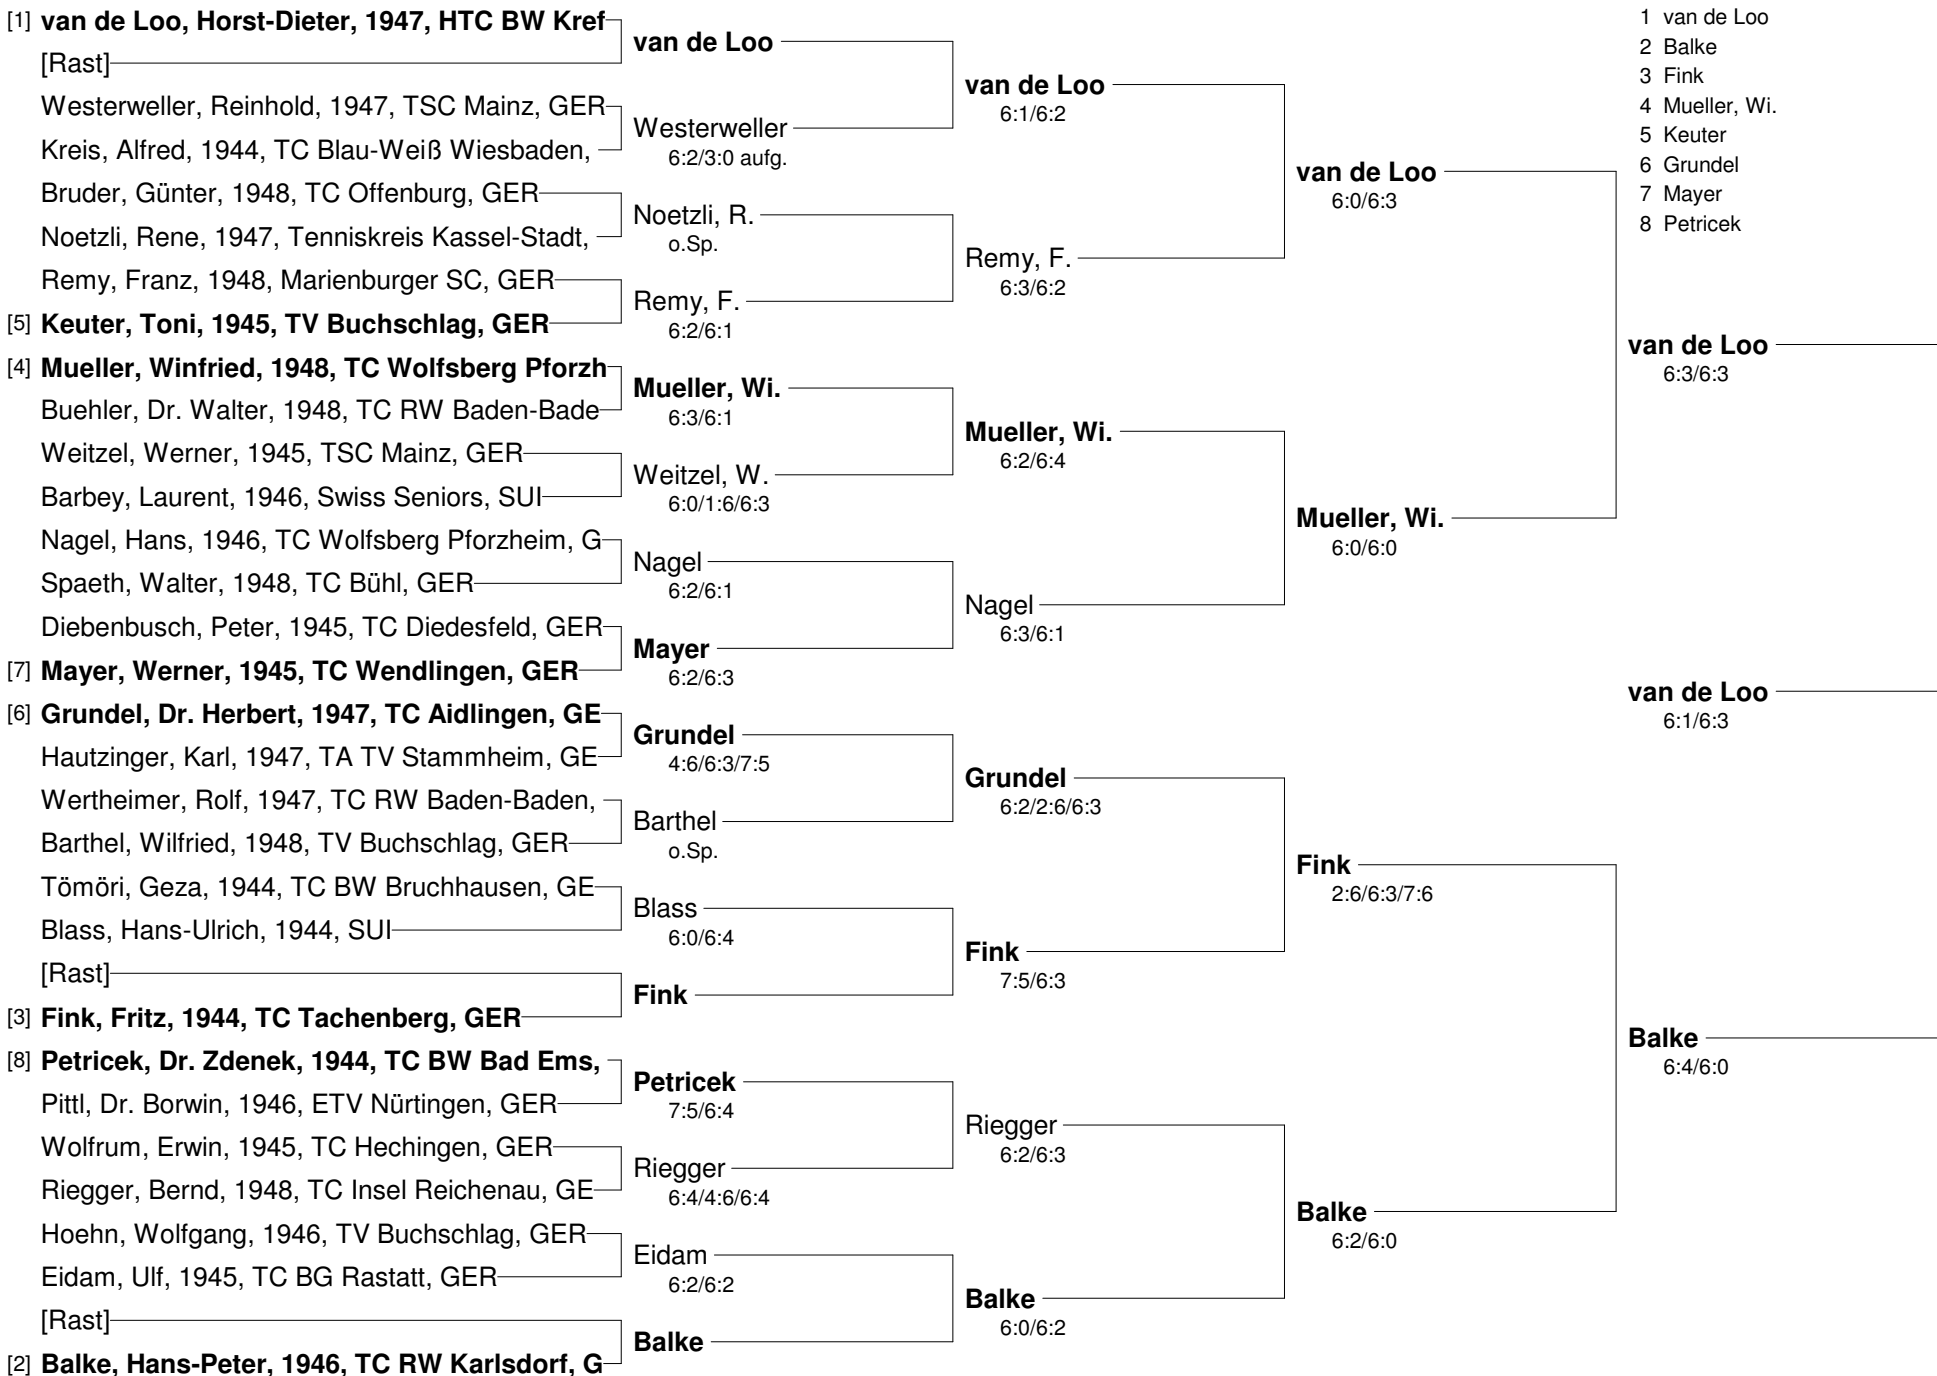 [1] van de Loo, Horst-Dieter, 1947, HTC BW Kref
[Rast]
Westerweller, Reinhold, 1947, TSC Mainz, GER
Kreis, Alfred, 1944, TC Blau-Weiß Wiesbaden,
Bruder, Günter, 1948, TC Offenburg, GER
Noetzli, Rene, 1947, Tenniskreis Kassel-Stadt,
Remy, Franz, 1948, Marienburger SC, GER
[5] Keuter, Toni, 1945, TV Buchschlag, GER
[4] Mueller, Winfried, 1948, TC Wolfsberg Pforzh
Buehler, Dr. Walter, 1948, TC RW Baden-Bade
Weitzel, Werner, 1945, TSC Mainz, GER
Barbey, Laurent, 1946, Swiss Seniors, SUI
Nagel, Hans, 1946, TC Wolfsberg Pforzheim, G
Spaeth, Walter, 1948, TC Bühl, GER
Diebenbusch, Peter, 1945, TC Diedesfeld, GER
[7] Mayer, Werner, 1945, TC Wendlingen, GER
[6] Grundel, Dr. Herbert, 1947, TC Aidlingen, GE
Hautzinger, Karl, 1947, TA TV Stammheim, GE
Wertheimer, Rolf, 1947, TC RW Baden-Baden,
Barthel, Wilfried, 1948, TV Buchschlag, GER
Tömöri, Geza, 1944, TC BW Bruchhausen, GE
Blass, Hans-Ulrich, 1944, SUI
[Rast]
[3] Fink, Fritz, 1944, TC Tachenberg, GER
[8] Petricek, Dr. Zdenek, 1944, TC BW Bad Ems,
Pittl, Dr. Borwin, 1946, ETV Nürtingen, GER
Wolfrum, Erwin, 1945, TC Hechingen, GER
Riegger, Bernd, 1948, TC Insel Reichenau, GE
Hoehn, Wolfgang, 1946, TV Buchschlag, GER
Eidam, Ulf, 1945, TC BG Rastatt, GER
[Rast]
[2] Balke, Hans-Peter, 1946, TC RW Karlsdorf, G
van de Loo
Westerweller
6:2/3:0 aufg.
Noetzli, R.
o.Sp.
Remy, F.
6:2/6:1
Mueller, Wi.
6:3/6:1
Weitzel, W.
6:0/1:6/6:3
Nagel
6:2/6:1
Mayer
6:2/6:3
Grundel
4:6/6:3/7:5
Barthel
o.Sp.
Blass
6:0/6:4
Fink
Petricek
7:5/6:4
Riegger
6:4/4:6/6:4
Eidam
6:2/6:2
Balke
van de Loo
6:1/6:2
Remy, F.
6:3/6:2
Mueller, Wi.
6:2/6:4
Nagel
6:3/6:1
Grundel
6:2/2:6/6:3
Fink
7:5/6:3
Riegger
6:2/6:3
Balke
6:0/6:2
van de Loo
6:0/6:3
Mueller, Wi.
6:0/6:0
Fink
2:6/6:3/7:6
Balke
6:2/6:0
1 van de Loo
2 Balke
3 Fink
4 Mueller, Wi.
5 Keuter
6 Grundel
7 Mayer
8 Petricek
van de Loo
6:3/6:3
van de Loo
6:1/6:3
Balke
6:4/6:0